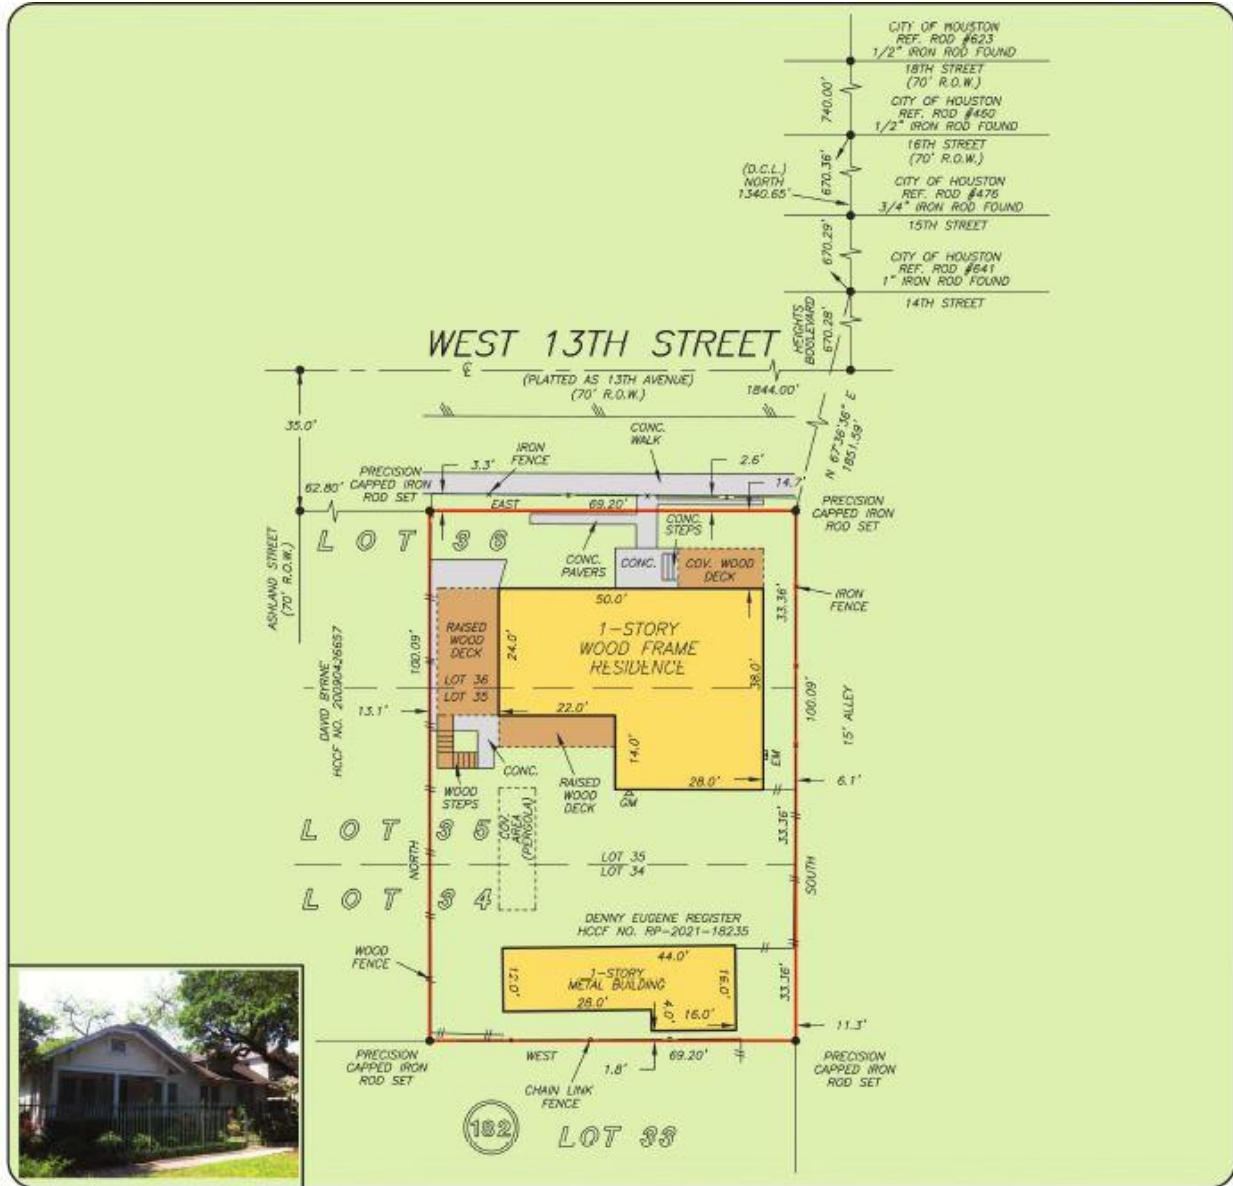 CITY OF HOUSTON
REF. ROD #623
1/2" IRON ROD FOUND
18TH STREET
(70' R.O.W.)
740.00'
CITY OF HOUSTON
REF. ROD #460
1/2" IRON ROD FOUND
16TH STREET
(70' R.O.W.)
670.36'
(D.C.L.)
NORTH
1340.65'
CITY OF HOUSTON
REF. ROD #476
3/4" IRON ROD FOUND
15TH STREET
670.29'
CITY OF HOUSTON
REF. ROD #641
1" IRON ROD FOUND
14TH STREET
HEIGHTS
BOULEVARD
670.28'
WEST 13TH STREET
(PLATTED AS 13TH AVENUE)
(70' R.O.W.)
1844.00'
N 67°36'36" E
1851.59'
35.0'
CONC.
WALK
IRON
FENCE
3.3'
2.6'
14.7'
PRECISION
CAPPED IRON
ROD SET
62.80'
EAST
69.20'
PRECISION
CAPPED IRON
ROD SET
CONC.
STEPS
LOT 36
CONC.
PAVERS
CONC.
COV. WOOD
DECK
ASHLAND STREET
(70' R.O.W.)
IRON
FENCE
33.36'
50.0'
RAISED
WOOD
DECK
24.0'
1-STORY
WOOD FRAME
RESIDENCE
38.0'
100.09'
LOT 36
LOT 35
DAVID BYRNE
HCCF NO. 20090426657
100.09'
15' ALLEY
13.1'
22.0'
14.0'
EM
CONC.
28.0'
6.1'
WOOD
STEPS
RAISED
WOOD
DECK
GM
COV.
AREA
(PERGOLA)
33.36'
LOT 35
NORTH
LOT 35
LOT 34
SOUTH
LOT 34
DENNY EUGENE REGISTER
HCCF NO. RP-2021-18235
WOOD
FENCE
44.0'
12.0'
1-STORY
METAL BUILDING
16.0'
28.0'
4.0'
16.0'
33.36'
11.3'
PRECISION
CAPPED IRON
ROD SET
WEST
69.20'
1.8'
PRECISION
CAPPED IRON
ROD SET
CHAIN LINK
FENCE
182
LOT 33